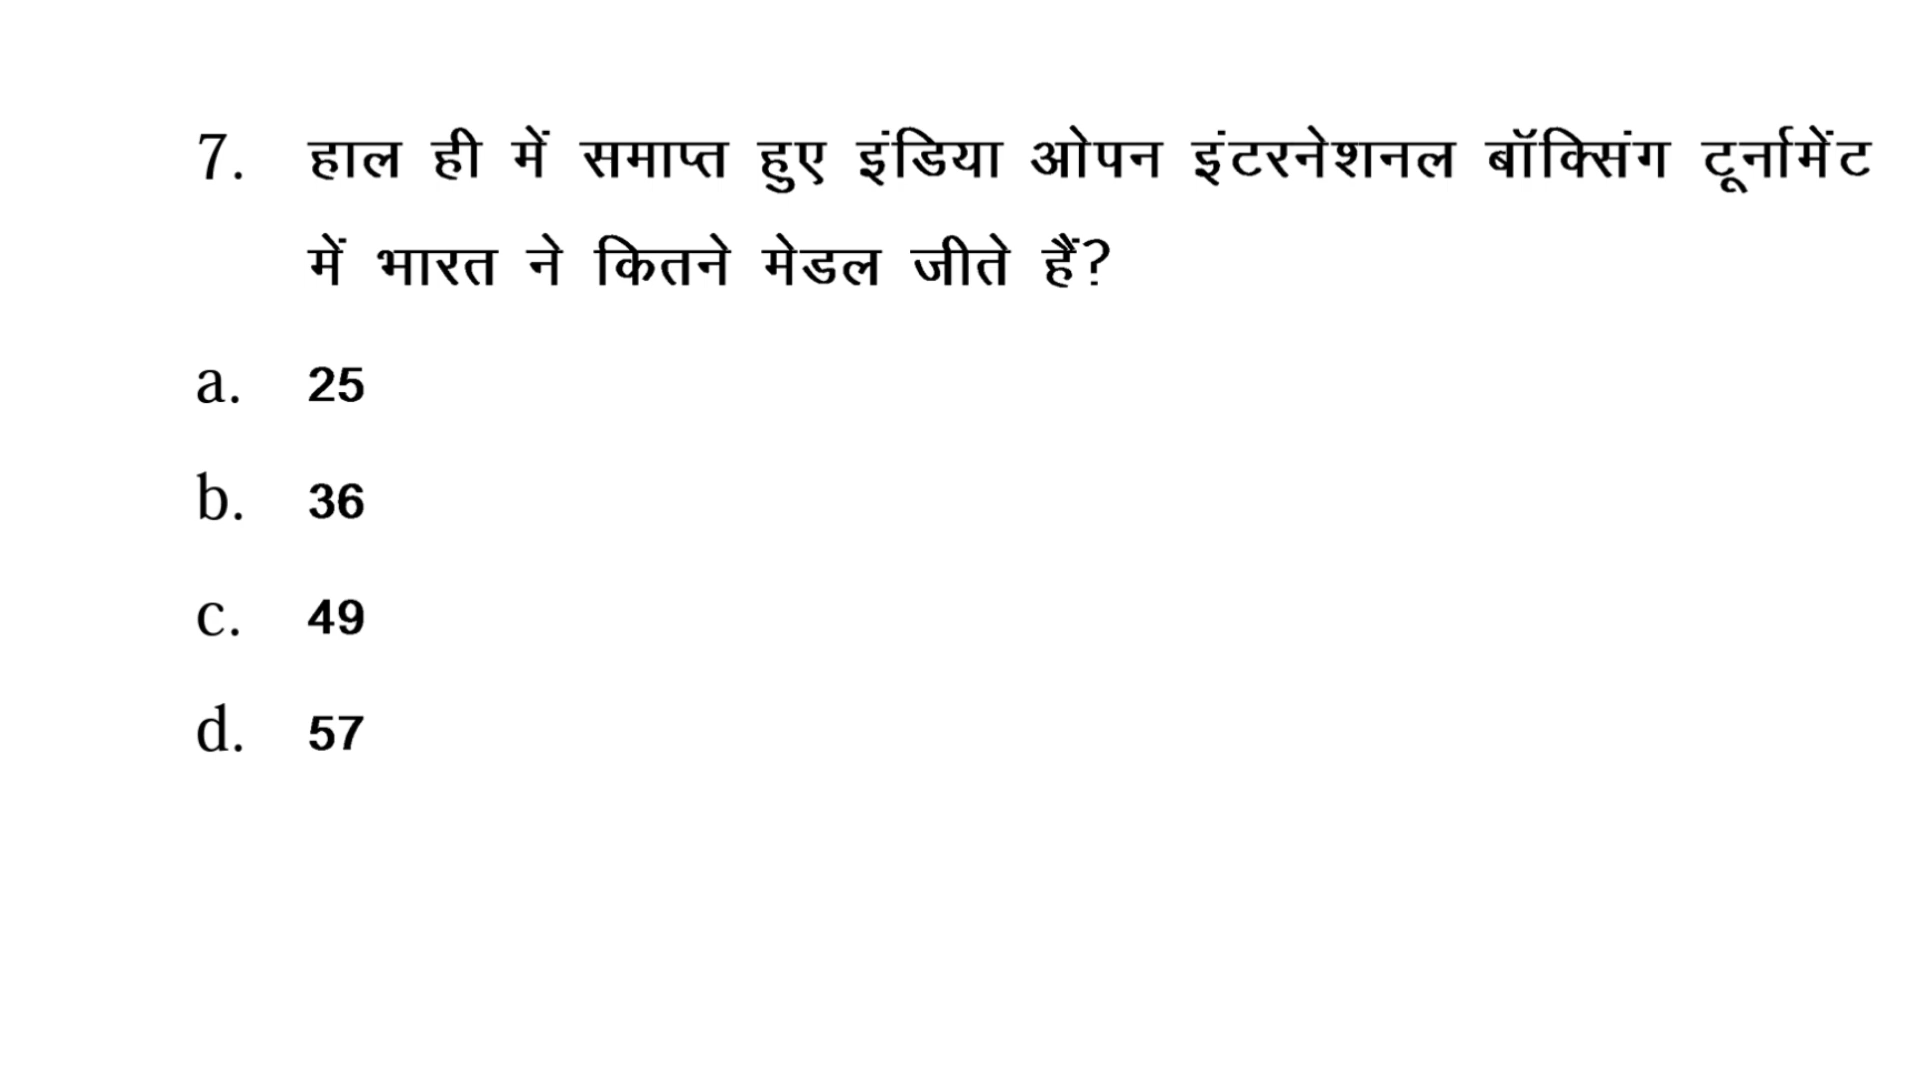 7. हाल ही में समाप्त हुए इंडिया ओपन इंटरनेशनल बॉक्सिंग टूर्नामेंट
में भारत ने कितने मेडल जीते हैं?
a. 25
b. 36
c. 49
d. 57